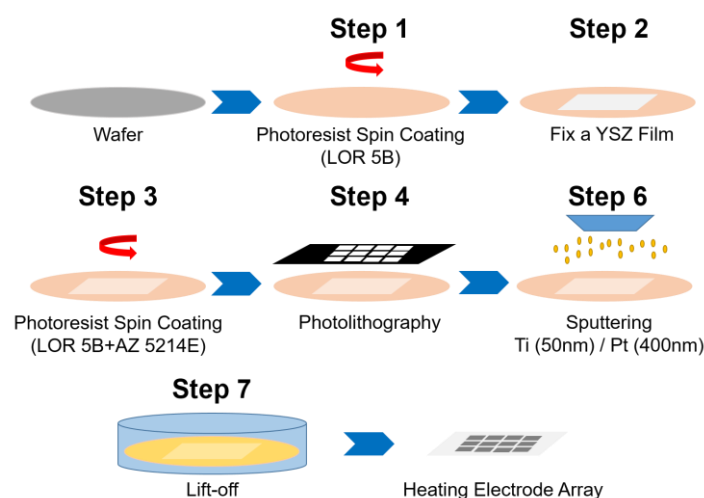 Step 1
Step 2
Wafer
Photoresist Spin Coating
(LOR 5B)
Fix a YSZ Film
Step 3
Step 4
Step 6
Photoresist Spin Coating
(LOR 5B+AZ 5214E)
Photolithography
Sputtering
Ti (50nm) / Pt (400nm)
Step 7
Lift-off
Heating Electrode Array